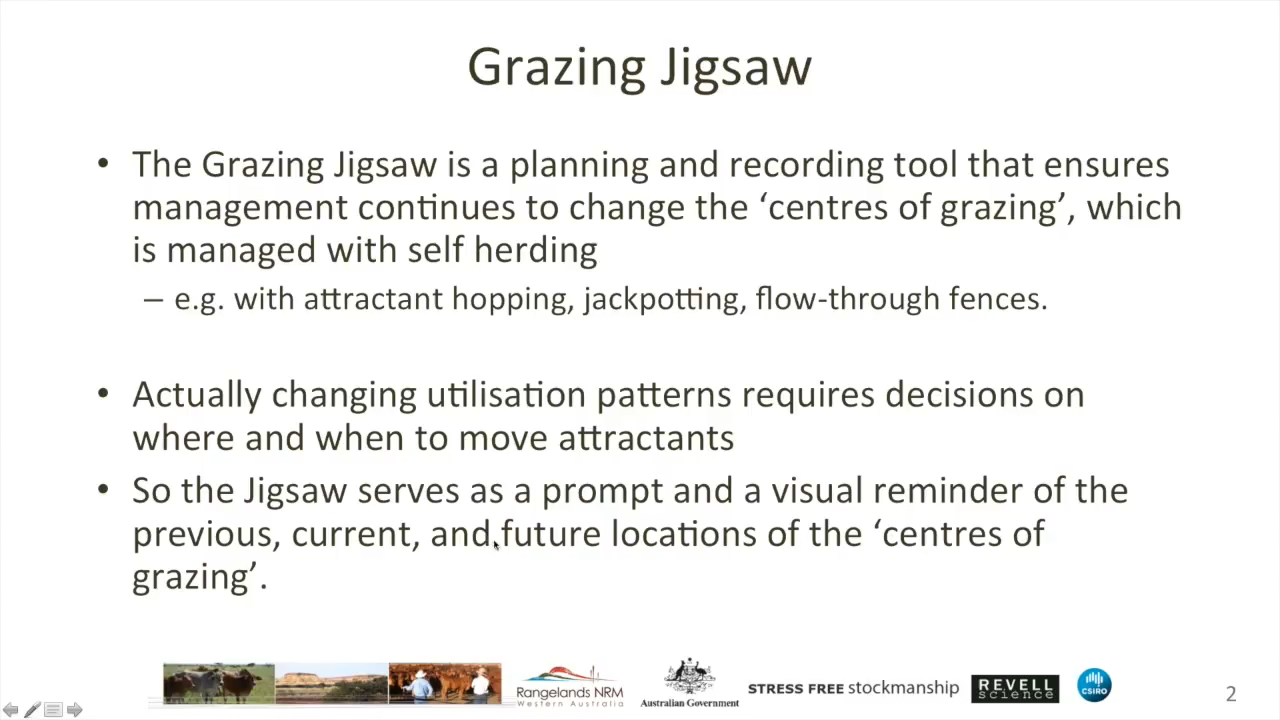 Grazing Jigsaw
• The Grazing Jigsaw is a planning and recording tool that ensures
management continues to change the ‘centres of grazing’, which
is managed with self herding
– e.g. with attractant hopping, jackpotting, flow-through fences.
• Actually changing utilisation patterns requires decisions on
where and when to move attractants
• So the Jigsaw serves as a prompt and a visual reminder of the
previous, current, and future locations of the ‘centres of
grazing’.
Rangelands NRM
Western Australia
Australian Government
STRESS FREE stockmanship
REVELL
science
CSIRO
2